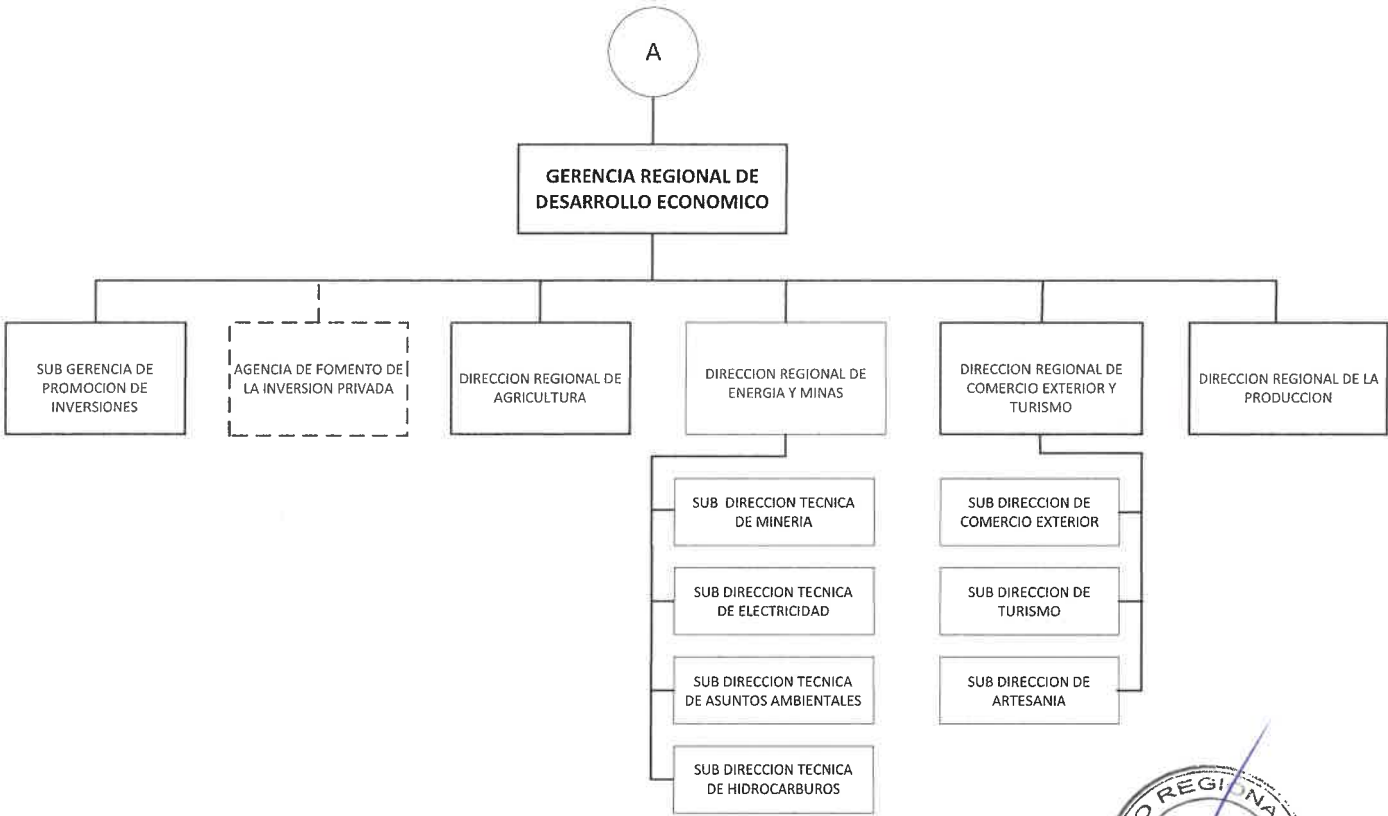 A
GERENCIA REGIONAL DE
DESARROLLO ECONOMICO
SUB GERENCIA DE
PROMOCION DE
INVERSIONES
AGENCIA DE FOMENTO DE
LA INVERSION PRIVADA
DIRECCION REGIONAL DE
AGRICULTURA
DIRECCION REGIONAL DE
ENERGIA Y MINAS
DIRECCION REGIONAL DE
COMERCIO EXTERIOR Y
TURISMO
DIRECCION REGIONAL DE LA
PRODUCCION
SUB DIRECCION TECNICA
DE MINERIA
SUB DIRECCION TECNICA
DE ELECTRICIDAD
SUB DIRECCION TECNICA
DE ASUNTOS AMBIENTALES
SUB DIRECCION TECNICA
DE HIDROCARBUROS
SUB DIRECCION DE
COMERCIO EXTERIOR
SUB DIRECCION DE
TURISMO
SUB DIRECCION DE
ARTESANIA
O REGIONA